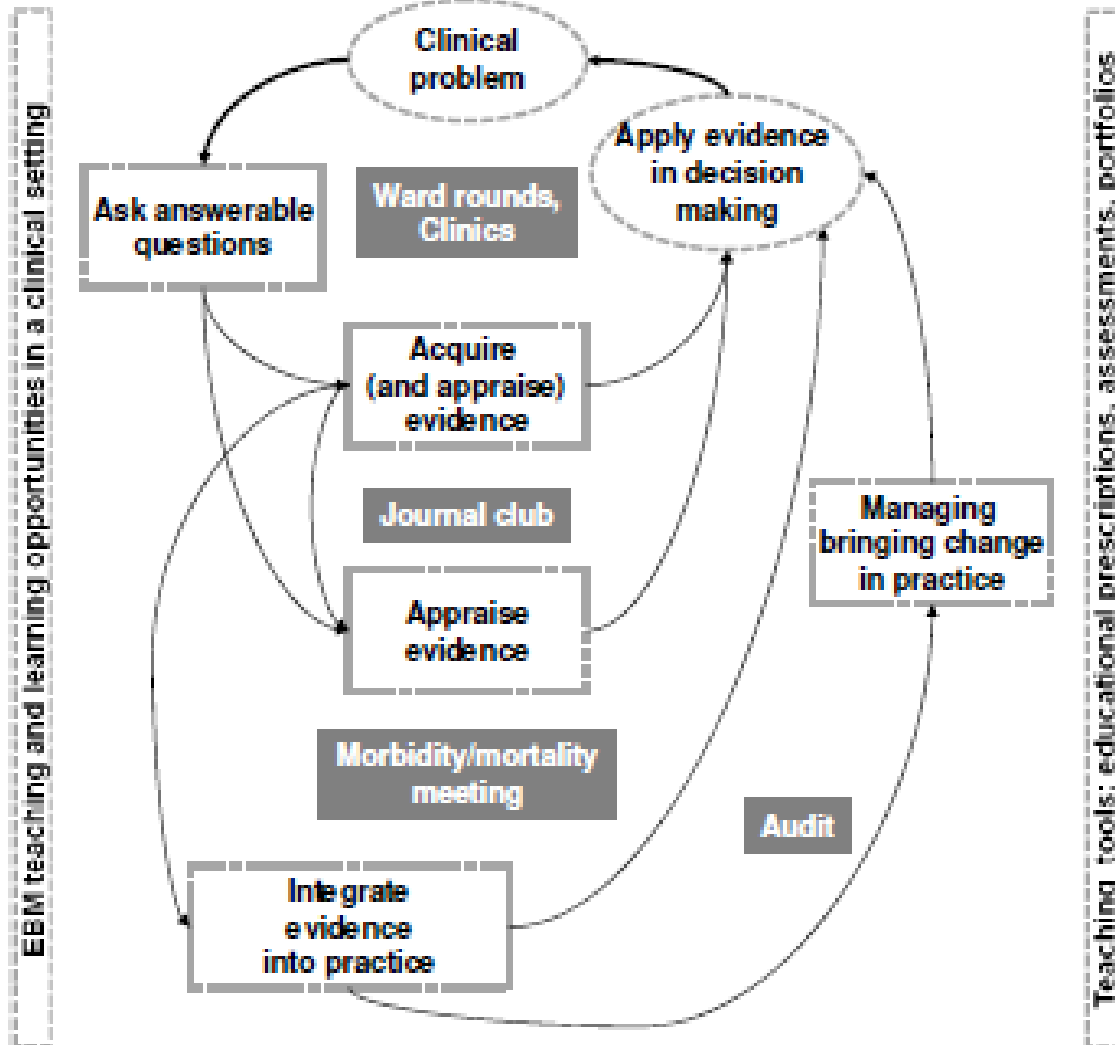 EBM teaching and learning opportunities in a clinical setting
Clinical
problem
Apply evidence
in decision
making
Ask answerable
questions
Ward rounds,
Clinics
Acquire
(and appraise)
evidence
Journal club
Managing
bringing change
in practice
Appraise
evidence
Morbidity/mortality
meeting
Audit
Integrate
evidence
into practice
Teaching tools: educational prescriptions, assessments, portfolios